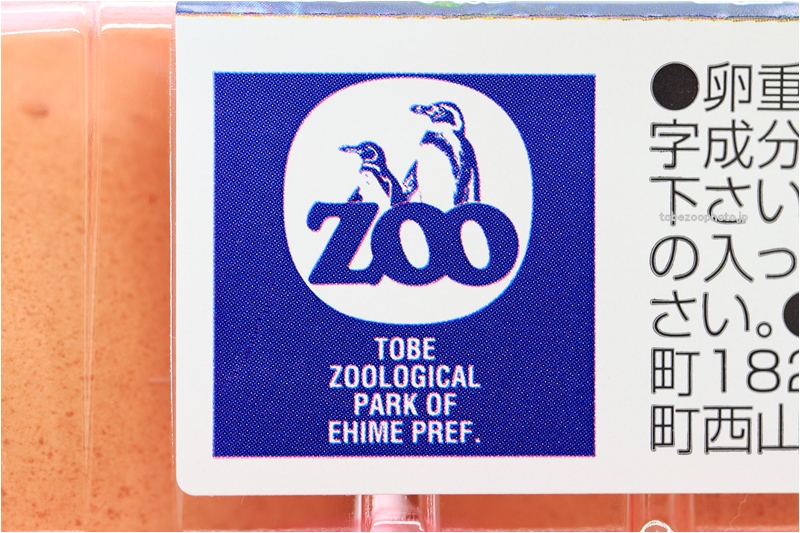 ZOO
TOBE
ZOOLOGICAL
PARK OF
EHIME PREF.
●卵重
字成分
下さい
の入っ
さい。●
町182
町西山
tobezoophoto.jp